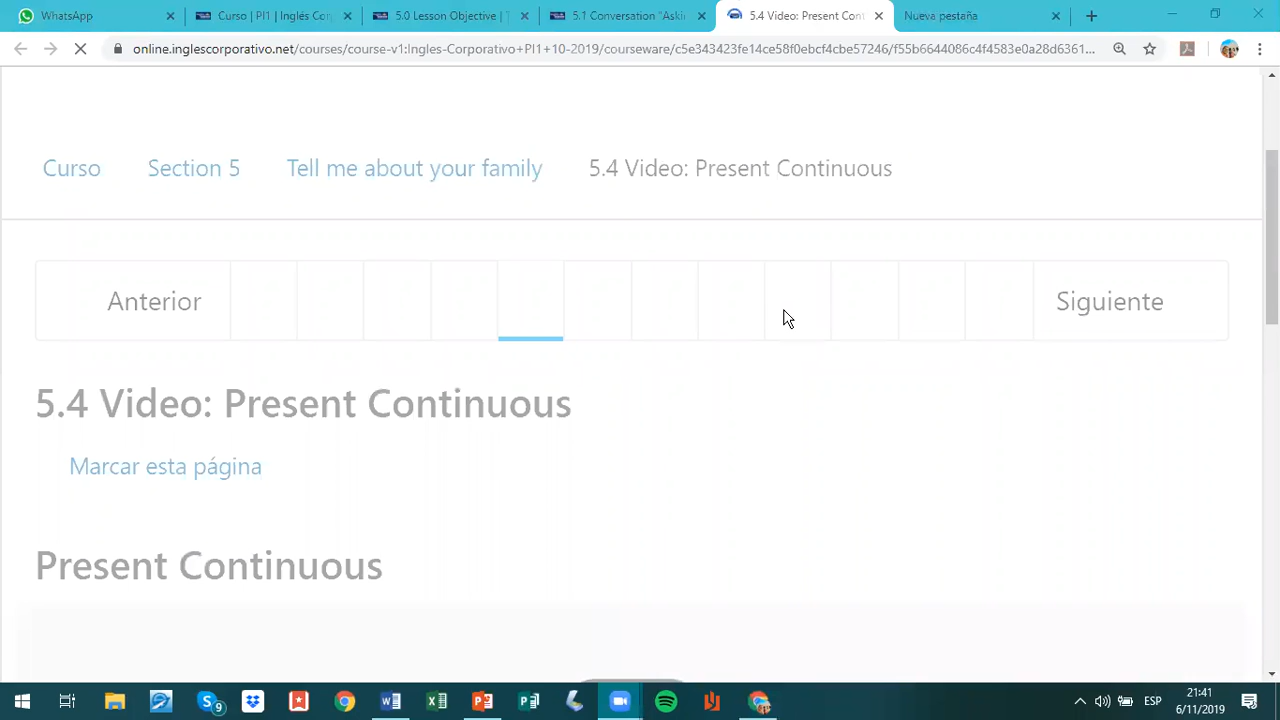 WhatsApp
Curso | PI1 | Inglés Cor
5.0 Lesson Objective | T
5.1 Conversation "Askin
5.4 Video: Present Cont
Nueva pestaña
online.inglescorporativo.net/courses/course-v1:Ingles-Corporativo+PI1+10-2019/courseware/c5e343423fe14ce58f0ebcf4cbe57246/f55b6644086c4f4583e0a28d6361...
Curso
Section 5
Tell me about your family
5.4 Video: Present Continuous
Anterior
Siguiente
5.4 Video: Present Continuous
Marcar esta página
Present Continuous
9
ESP
21:41
6/11/2019